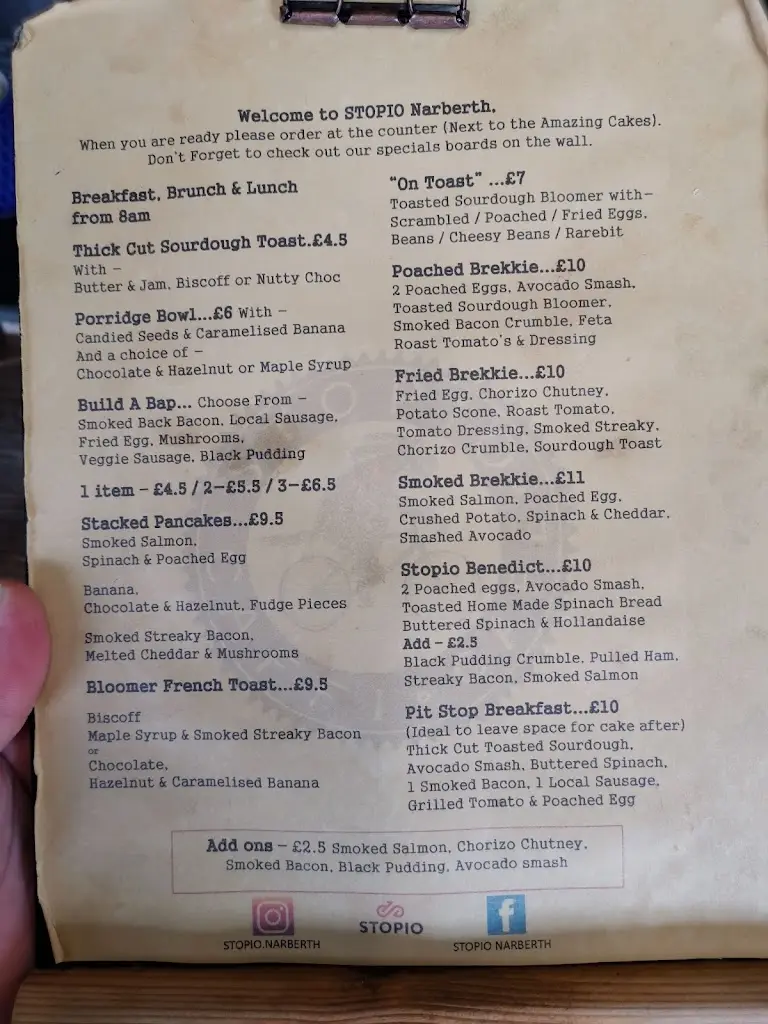 Welcome to STOPIO Narberth.
When you are ready please order at the counter (Next to the Amazing Cakes).
Don't Forget to check out our specials boards on the wall.
Breakfast, Brunch & Lunch
from 8am
Thick Cut Sourdough Toast.£4.5
With -
Butter & Jam, Biscoff or Nutty Choc
Porridge Bowl...£6 With -
Candied Seeds & Caramelised Banana
And a choice of -
Chocolate & Hazelnut or Maple Syrup
Build A Bap... Choose From -
Smoked Back Bacon, Local Sausage,
Fried Egg, Mushrooms,
Veggie Sausage, Black Pudding
1 item - £4.5 / 2-£5.5 / 3-£6.5
Stacked Pancakes...£9.5
Smoked Salmon,
Spinach & Poached Egg
Banana,
Chocolate & Hazelnut, Fudge Pieces
Smoked Streaky Bacon,
Melted Cheddar & Mushrooms
Bloomer French Toast...£9.5
Biscoff
Maple Syrup & Smoked Streaky Bacon
or
Chocolate,
Hazelnut & Caramelised Banana
"On Toast" ...£7
Toasted Sourdough Bloomer with-
Scrambled / Poached / Fried Eggs.
Beans / Cheesy Beans / Rarebit
Poached Brekkie...£10
2 Poached Eggs, Avocado Smash,
Toasted Sourdough Bloomer,
Smoked Bacon Crumble, Feta
Roast Tomato's & Dressing
Fried Brekkie...£10
Fried Egg, Chorizo Chutney,
Potato Scone, Roast Tomato,
Tomato Dressing, Smoked Streaky,
Chorizo Crumble, Sourdough Toast
Smoked Brekkie...£11
Smoked Salmon, Poached Egg,
Crushed Potato, Spinach & Cheddar,
Smashed Avocado
Stopio Benedict...£10
2 Poached eggs, Avocado Smash,
Toasted Home Made Spinach Bread
Buttered Spinach & Hollandaise
Add - £2.5
Black Pudding Crumble, Pulled Ham,
Streaky Bacon, Smoked Salmon
Pit Stop Breakfast...£10
(Ideal to leave space for cake after)
Thick Cut Toasted Sourdough,
Avocado Smash, Buttered Spinach,
1 Smoked Bacon, 1 Local Sausage,
Grilled Tomato & Poached Egg
Add ons - £2.5 Smoked Salmon, Chorizo Chutney,
Smoked Bacon, Black Pudding, Avocado smash
STOPIO.NARBERTH
STOPIO
STOPIO NARBERTH